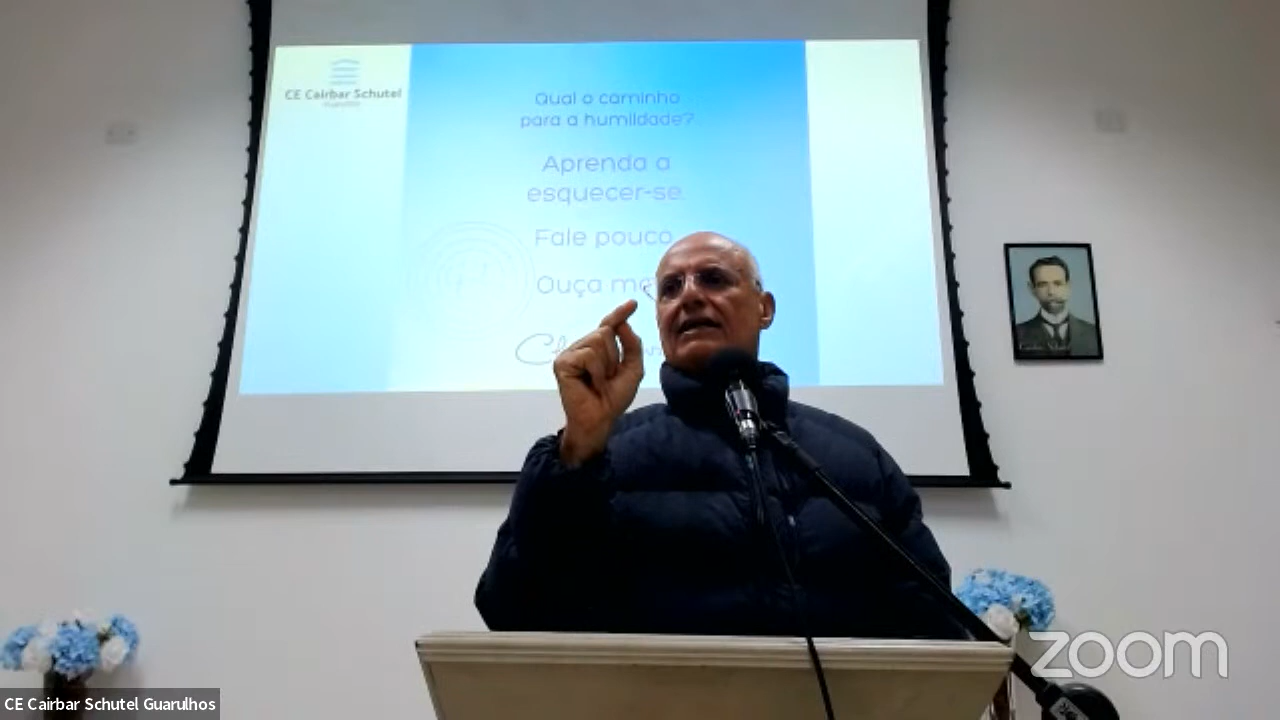 CE Cairbar Schutel
Qual o caminho
para a humildade?
Aprenda a
esquecer-se.
Fale pouco
Ouça
zoom
CE Cairbar Schutel Guarulhos